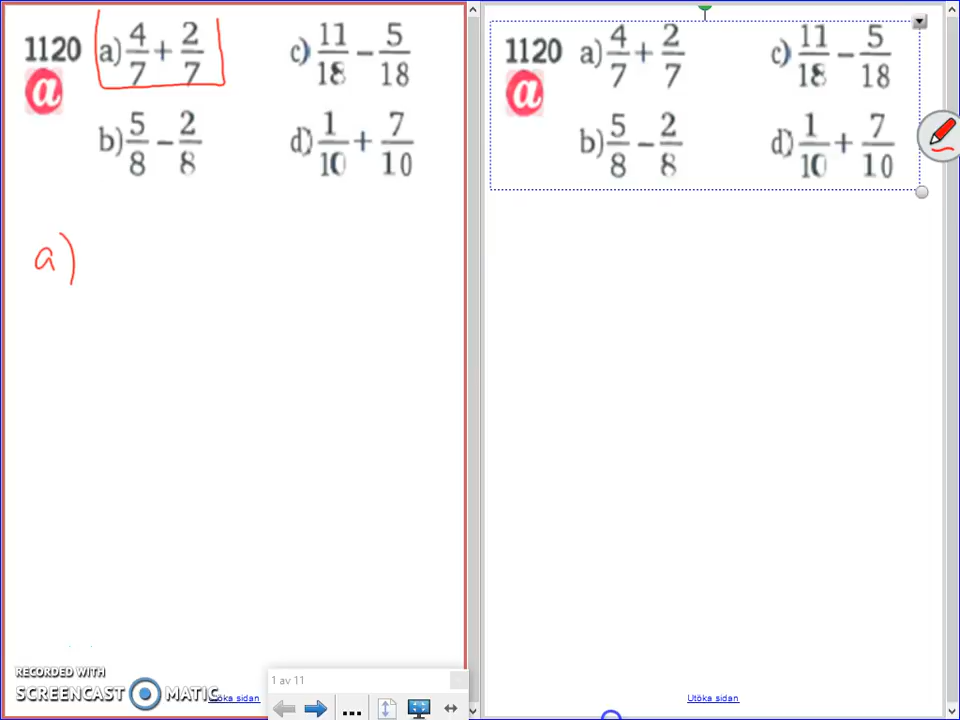 1120 a) 4/7 + 2/7 c) 11/18 − 5/18
a
b) 5/8 − 2/8 d) 1/10 + 7/10
a)
1120 a) 4/7 + 2/7 c) 11/18 − 5/18
a
b) 5/8 − 2/8 d) 1/10 + 7/10
RECORDED WITH
SCREENCAST MATIC
Utöka sidan
1 av 11
...
Utöka sidan